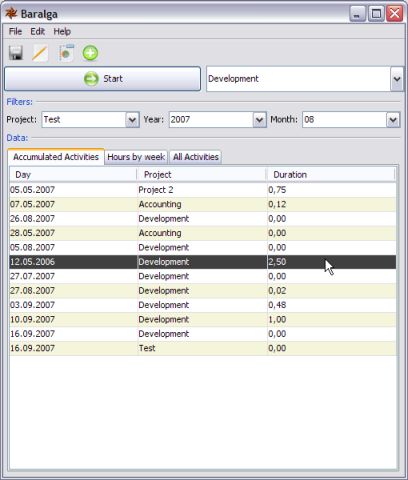 Baralga
File Edit Help
Start Development
Filters:
Project: Test Year: 2007 Month: 08
Data:
Accumulated Activities Hours by week All Activities
Day Project Duration
05.05.2007 Project 2 0,75
07.05.2007 Accounting 0,12
26.08.2007 Development 0,00
28.05.2007 Accounting 0,00
05.08.2007 Development 0,00
12.05.2006 Development 2,50
27.07.2007 Development 0,00
27.08.2007 Development 0,02
03.09.2007 Development 0,48
10.09.2007 Development 1,00
16.09.2007 Development 0,00
16.09.2007 Test 0,00